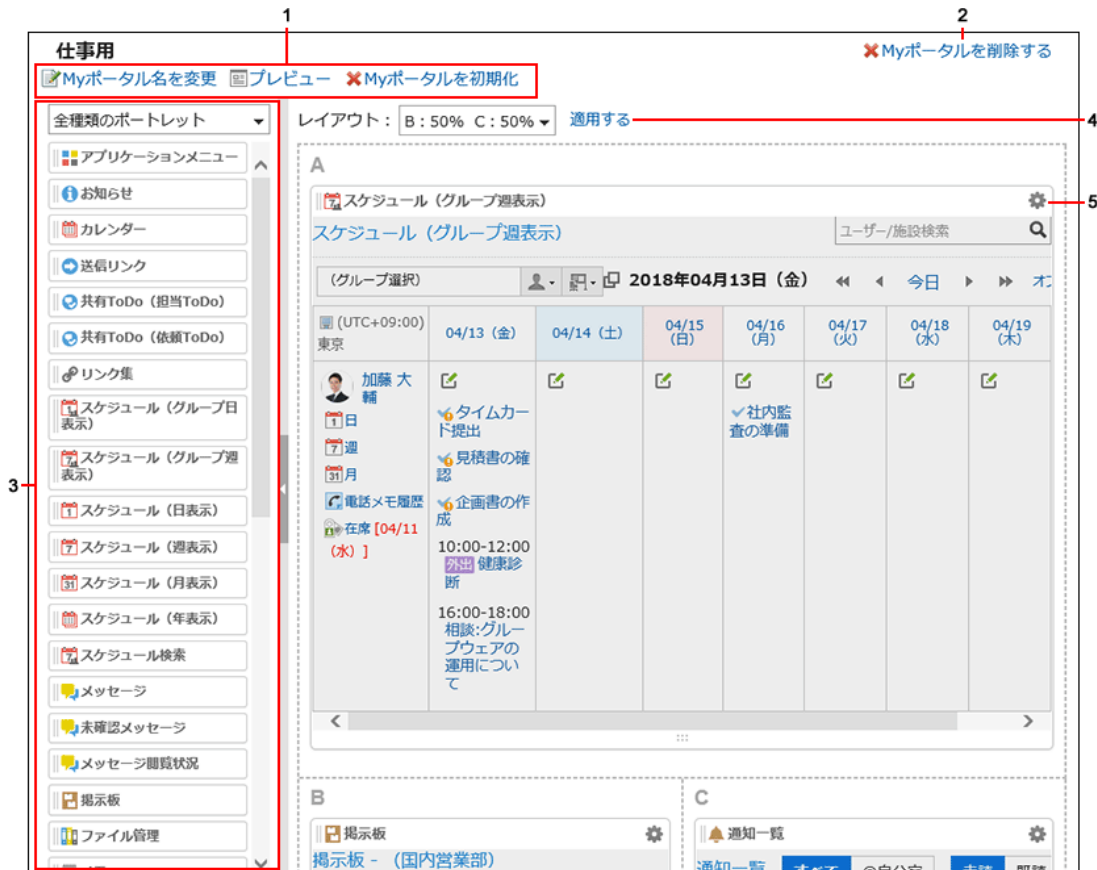 1
2
仕事用
Myポータルを削除する
Myポータル名を変更 プレビュー Myポータルを初期化
全種類のポートレット
レイアウト： B：50% C：50% 適用する
4
アプリケーションメニュー
お知らせ
カレンダー
送信リンク
共有ToDo（担当ToDo）
共有ToDo（依頼ToDo）
リンク集
スケジュール（グループ日
表示）
スケジュール（グループ週
表示）
3
スケジュール（日表示）
スケジュール（週表示）
スケジュール（月表示）
スケジュール（年表示）
スケジュール検索
メッセージ
未確認メッセージ
メッセージ閲覧状況
掲示板
ファイル管理
A
スケジュール（グループ週表示）
5
スケジュール（グループ週表示）
ユーザー/施設検索
（グループ選択） 2018年04月13日（金） 今日
(UTC+09:00)
東京
04/13（金）
04/14（土）
04/15
（日）
04/16
（月）
04/17
（火）
04/18
（水）
04/19
（木）
加藤 大
輔
1 日
7 週
31 月
電話メモ履歴
在席 [04/11
（水）]
タイムカー
ド提出
見積書の確
認
企画書の作
成
10:00-12:00
外出 健康診
断
16:00-18:00
相談:グルー
プウェアの
運用につい
て
社内監
査の準備
B
掲示板
掲示板 - （国内営業部）
C
通知一覧
通知一覧 すべて @自分宛 未読 既読